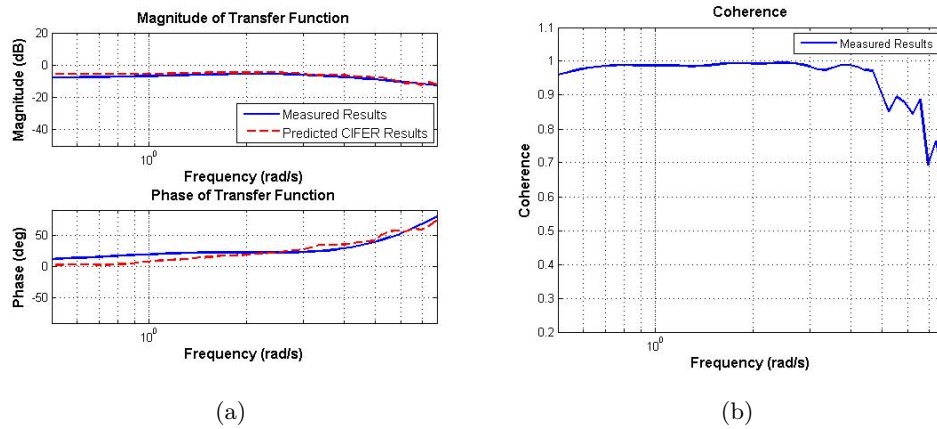 Magnitude of Transfer Function
Magnitude (dB)
20
0
-20
-40
Measured Results
Predicted CIFER Results
10^0
Frequency (rad/s)
Phase of Transfer Function
Phase (deg)
50
0
-50
10^0
Frequency (rad/s)
(a)
Coherence
Coherence
1.1
1
0.9
0.8
0.7
0.6
0.5
0.4
0.3
0.2
Measured Results
10^0
Frequency (rad/s)
(b)